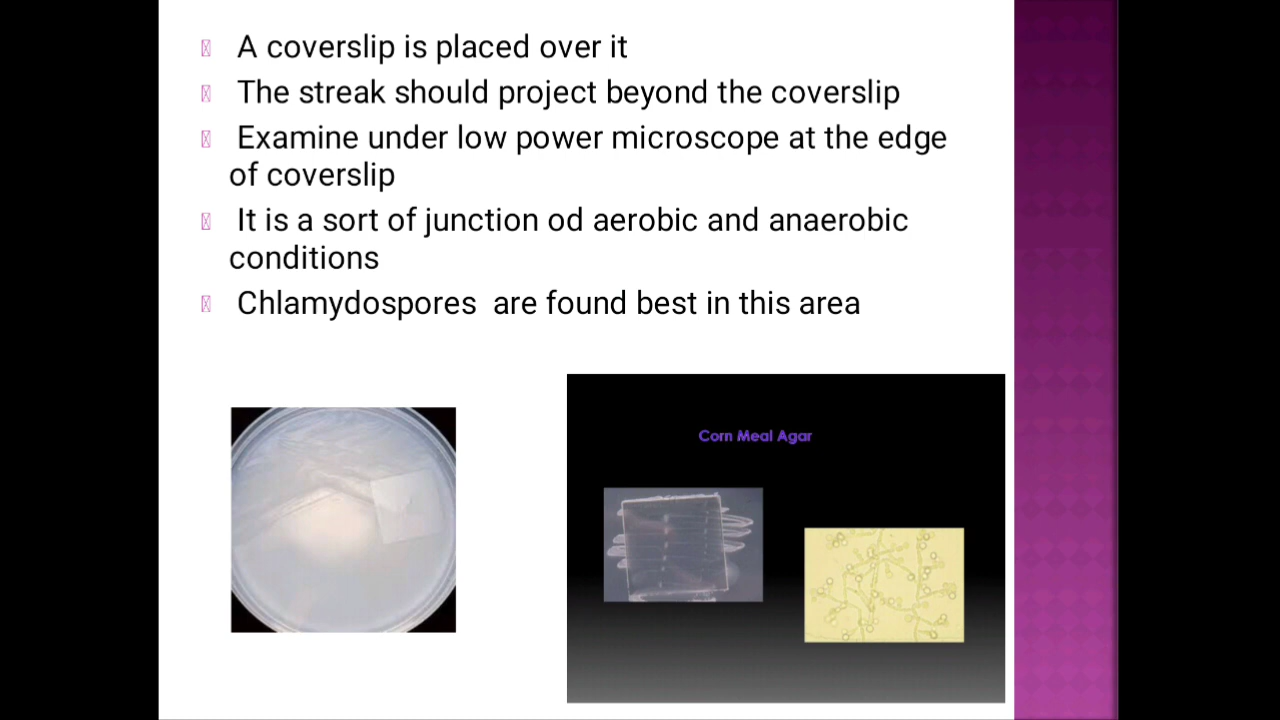 A coverslip is placed over it
The streak should project beyond the coverslip
Examine under low power microscope at the edge
of coverslip
It is a sort of junction od aerobic and anaerobic
conditions
Chlamydospores  are found best in this area
Corn Meal Agar